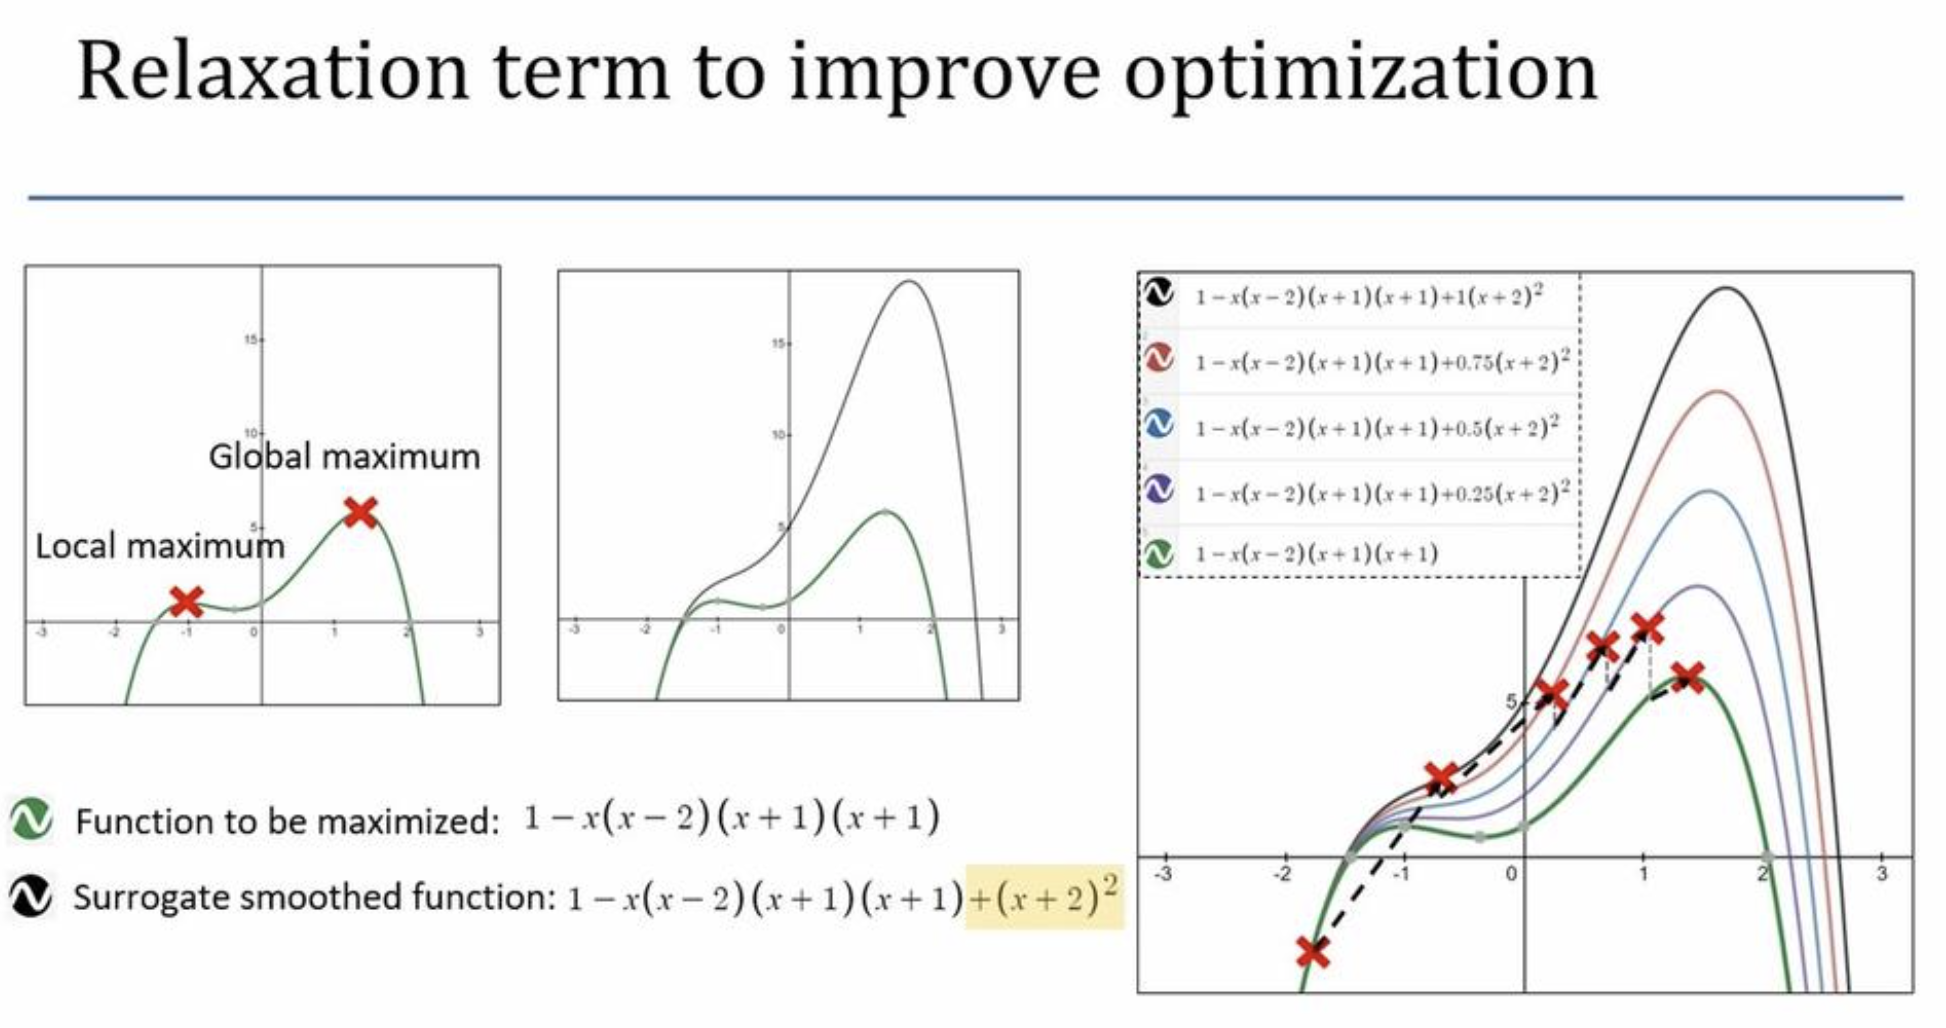 Relaxation term to improve optimization
15
10
Global maximum
5
Local maximum
-3 -2 -1 0 1 2 3
15
10
5
-3 -2 -1 0 1 2 3
1 − x(x − 2)(x + 1)(x + 1)+1(x + 2)²
1 − x(x − 2)(x + 1)(x + 1)+0.75(x + 2)²
1 − x(x − 2)(x + 1)(x + 1)+0.5(x + 2)²
1 − x(x − 2)(x + 1)(x + 1)+0.25(x + 2)²
1 − x(x − 2)(x + 1)(x + 1)
5
-3 -2 -1 0 1 2 3
Function to be maximized: 1 − x(x − 2)(x + 1)(x + 1)
Surrogate smoothed function: 1 − x(x − 2)(x + 1)(x + 1)+(x + 2)²